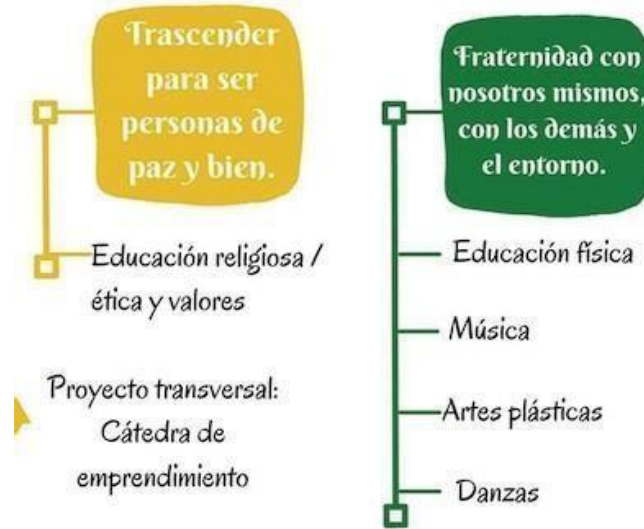 Trascender
para ser
personas de
paz y bien.
Educación religiosa /
ética y valores
Proyecto transversal:
Cátedra de
emprendimiento
Fraternidad con
nosotros mismos,
con los demás y
el entorno.
Educación física
Música
Artes plásticas
Danzas